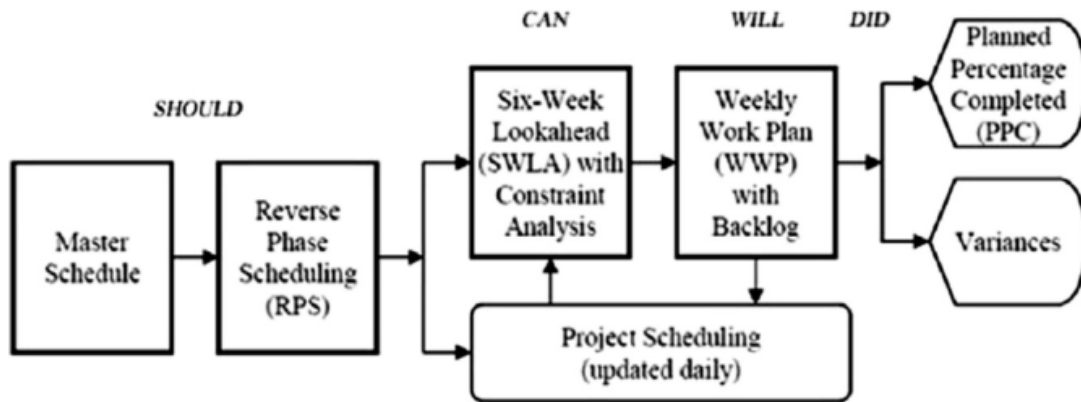 SHOULD
CAN
WILL
DID
Master
Schedule
Reverse
Phase
Scheduling
(RPS)
Six-Week
Lookahead
(SWLA) with
Constraint
Analysis
Weekly
Work Plan
(WWP)
with
Backlog
Planned
Percentage
Completed
(PPC)
Variances
Project Scheduling
(updated daily)